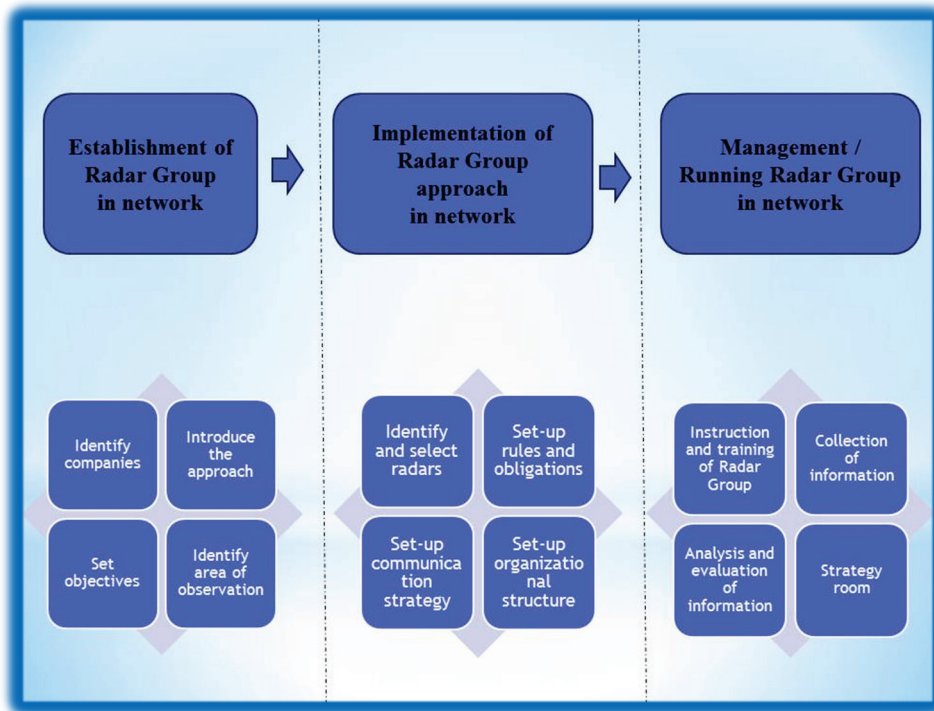 Establishment of
Radar Group
in network
Implementation of
Radar Group
approach
in network
Management /
Running Radar Group
in network
Identify
companies
Introduce
the
approach
Set
objectives
Identify
area of
observation
Identify
and select
radars
Set-up
rules and
obligations
Set-up
communica
tion
strategy
Set-up
organizatio
nal
structure
Instruction
and training
of Radar
Group
Collection
of
information
Analysis and
evaluation
of
information
Strategy
room